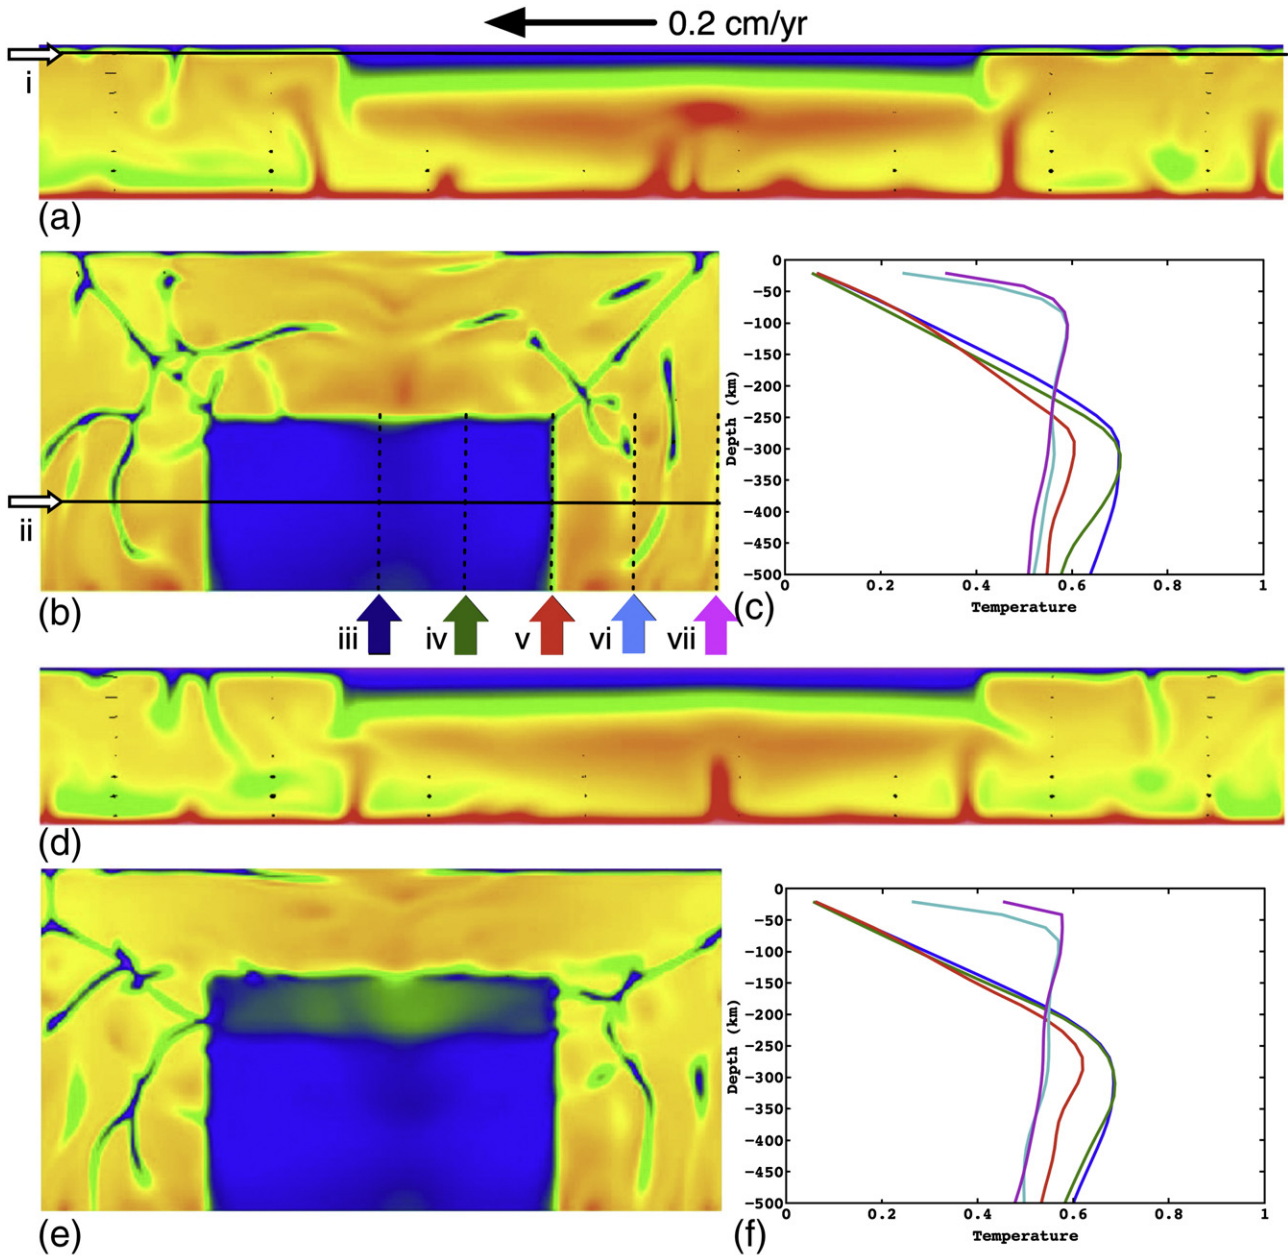 0.2 cm/yr
i
(a)
ii
(b)
iii
iv
v
vi
vii
0
−50
−100
−150
−200
−250
−300
−350
−400
−450
−500
Depth (km)
0 0.2 0.4 0.6 0.8 1
Temperature
(c)
(d)
(e)
0
−50
−100
−150
−200
−250
−300
−350
−400
−450
−500
Depth (km)
0 0.2 0.4 0.6 0.8 1
Temperature
(f)